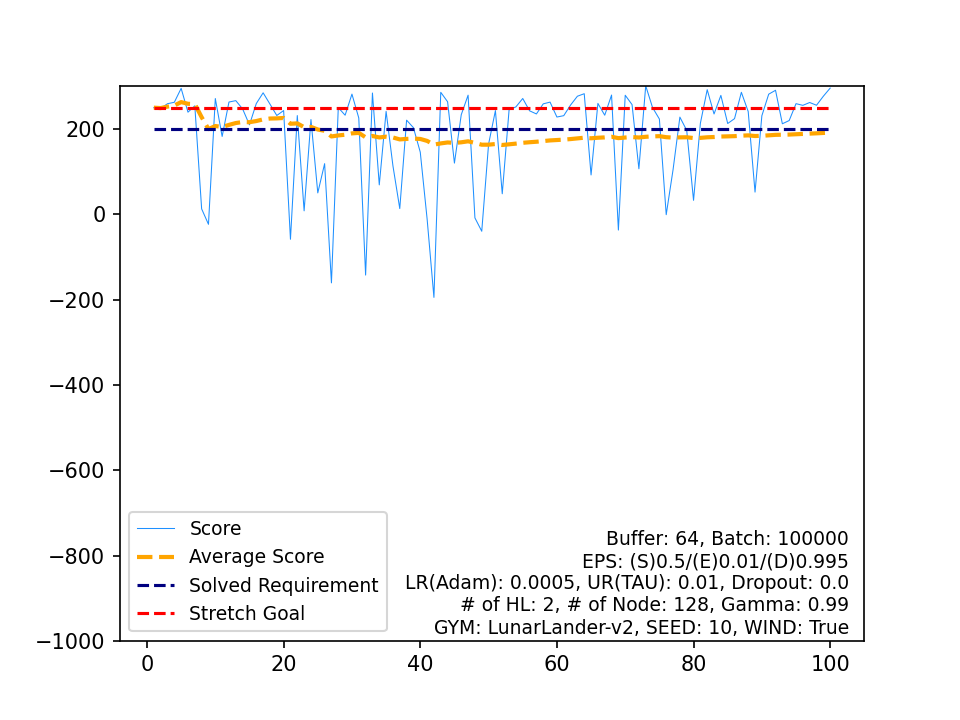 200
0
−200
−400
−600
−800
−1000
0
20
40
60
80
100
Score
Average Score
Solved Requirement
Stretch Goal
Buffer: 64, Batch: 100000
EPS: (S)0.5/(E)0.01/(D)0.995
LR(Adam): 0.0005, UR(TAU): 0.01, Dropout: 0.0
# of HL: 2, # of Node: 128, Gamma: 0.99
GYM: LunarLander-v2, SEED: 10, WIND: True